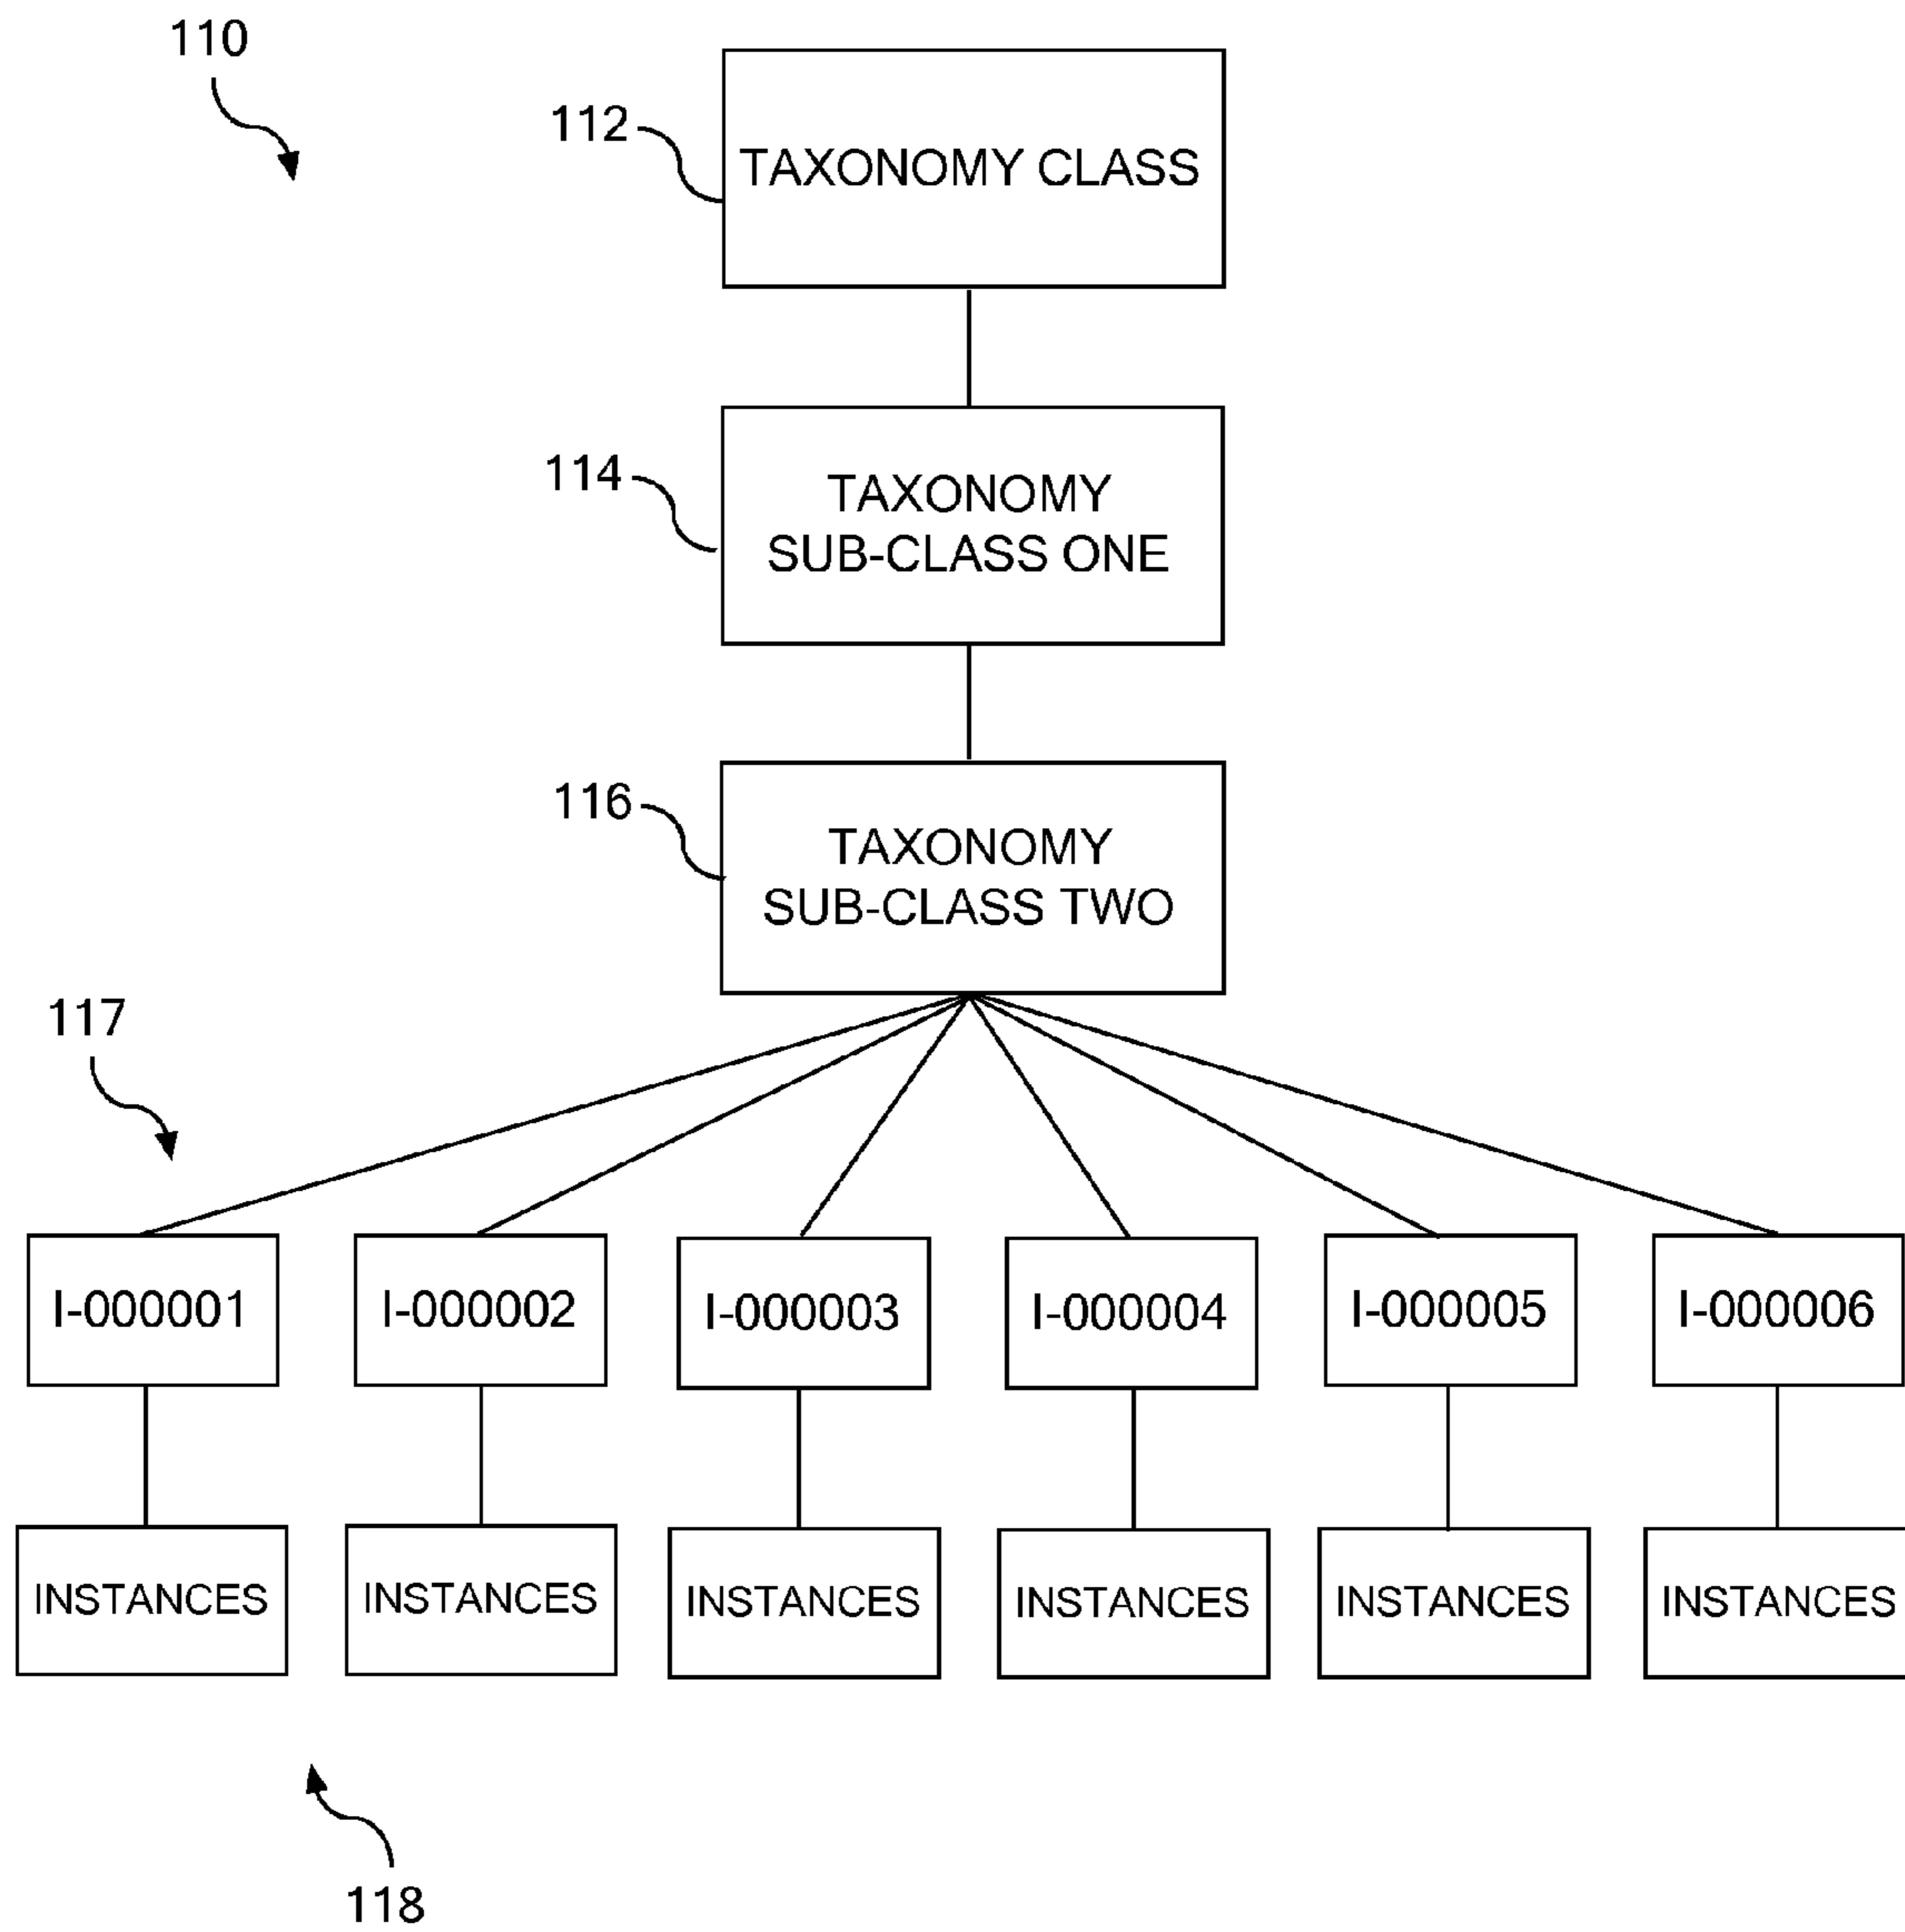 110
112
TAXONOMY CLASS
114
TAXONOMY
SUB-CLASS ONE
116
TAXONOMY
SUB-CLASS TWO
117
I-000001
I-000002
I-000003
I-000004
I-000005
I-000006
INSTANCES
INSTANCES
INSTANCES
INSTANCES
INSTANCES
INSTANCES
118